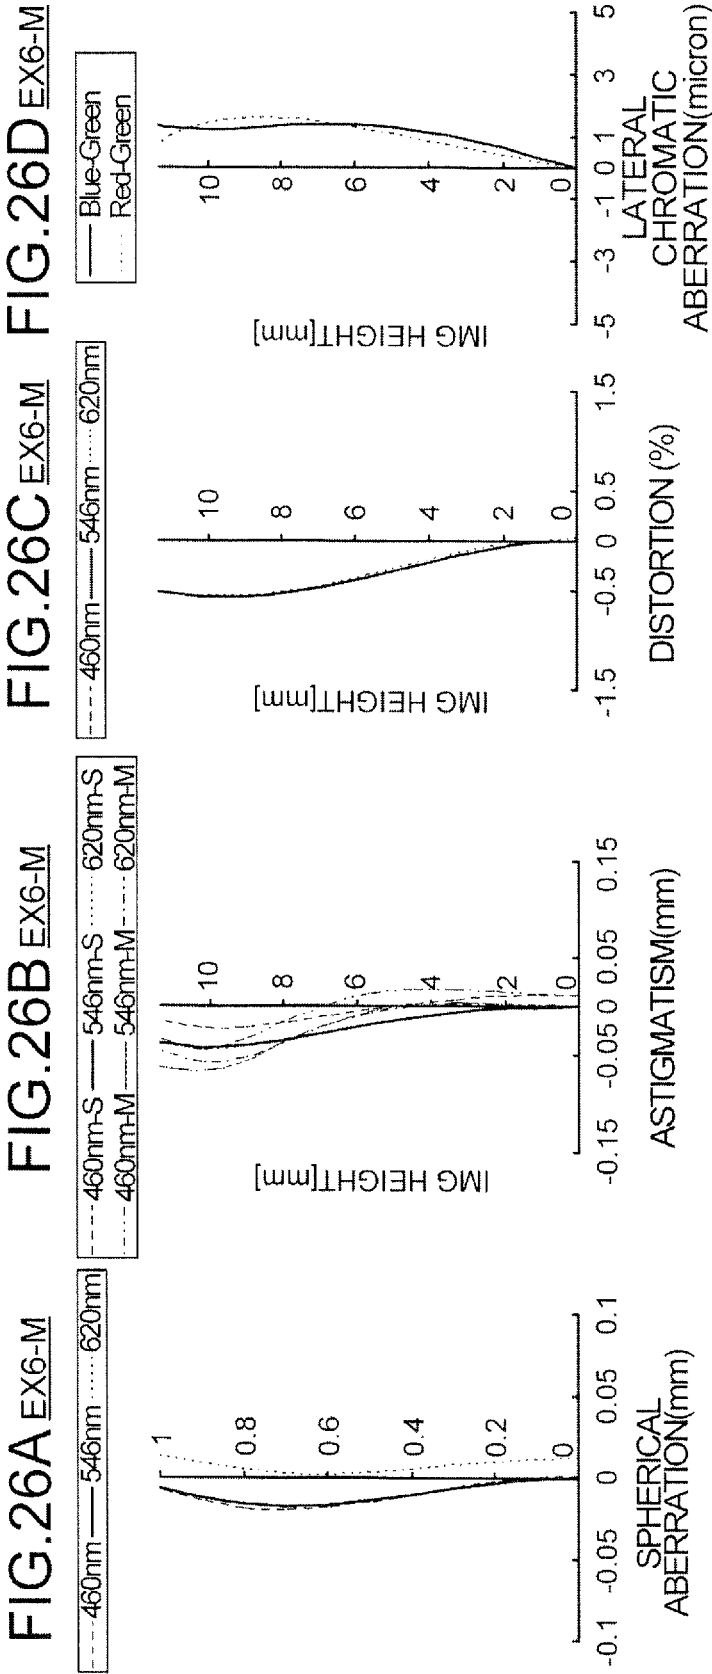 FIG.26A EX6-M
--- 460nm — 546nm ····· 620nm
1
0.8
0.6
0.4
0.2
0
-0.1 -0.05 0 0.05 0.1
SPHERICAL
ABERRATION(mm)
FIG.26B EX6-M
--- 460nm-S — 546nm-S ····· 620nm-S
-··- 460nm-M -·- 546nm-M -··- 620nm-M
10
8
6
4
2
0
IMG HEIGHT[mm]
-0.15 -0.05 0 0.05 0.15
ASTIGMATISM(mm)
FIG.26C EX6-M
--- 460nm — 546nm ····· 620nm
10
8
6
4
2
0
IMG HEIGHT[mm]
-1.5 -0.5 0 0.5 1.5
DISTORTION (%)
FIG.26D EX6-M
— Blue-Green
····· Red-Green
10
8
6
4
2
0
IMG HEIGHT[mm]
-5 -3 -1 0 1 3 5
LATERAL
CHROMATIC
ABERRATION(micron)